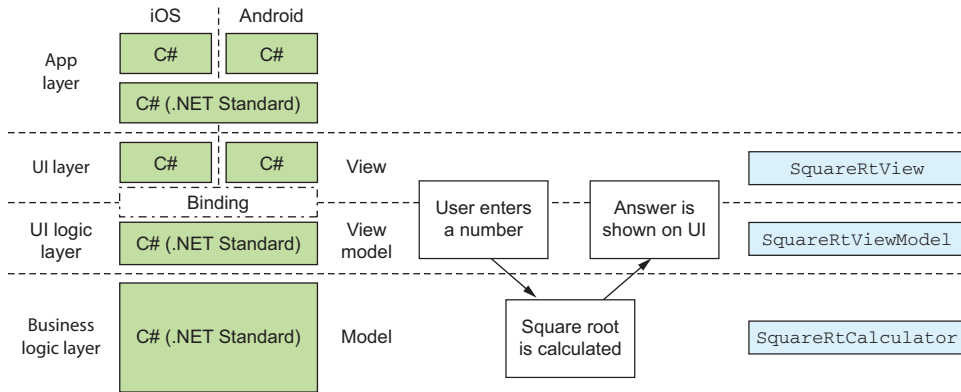 iOS
Android
App
layer
C#
C#
C# (.NET Standard)
UI layer
C#
C#
View
SquareRtView
Binding
User enters
a number
Answer is
shown on UI
UI logic
layer
C# (.NET Standard)
View
model
SquareRtViewModel
Business
logic layer
C# (.NET Standard)
Model
Square root
is calculated
SquareRtCalculator